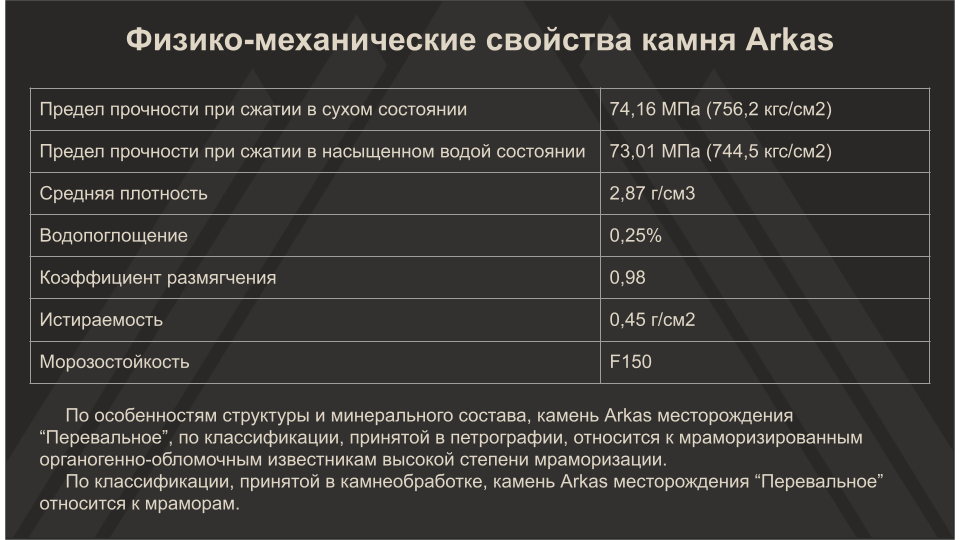 Физико-механические свойства камня Arkas
Предел прочности при сжатии в сухом состоянии 74,16 МПа (756,2 кгс/см2)
Предел прочности при сжатии в насыщенном водой состоянии 73,01 МПа (744,5 кгс/см2)
Средняя плотность 2,87 г/см3
Водопоглощение 0,25%
Коэффициент размягчения 0,98
Истираемость 0,45 г/см2
Морозостойкость F150
По особенностям структуры и минерального состава, камень Arkas месторождения
“Перевальное”, по классификации, принятой в петрографии, относится к мраморизированным
органогенно-обломочным известникам высокой степени мраморизации.
По классификации, принятой в камнеобработке, камень Arkas месторождения “Перевальное”
относится к мраморам.